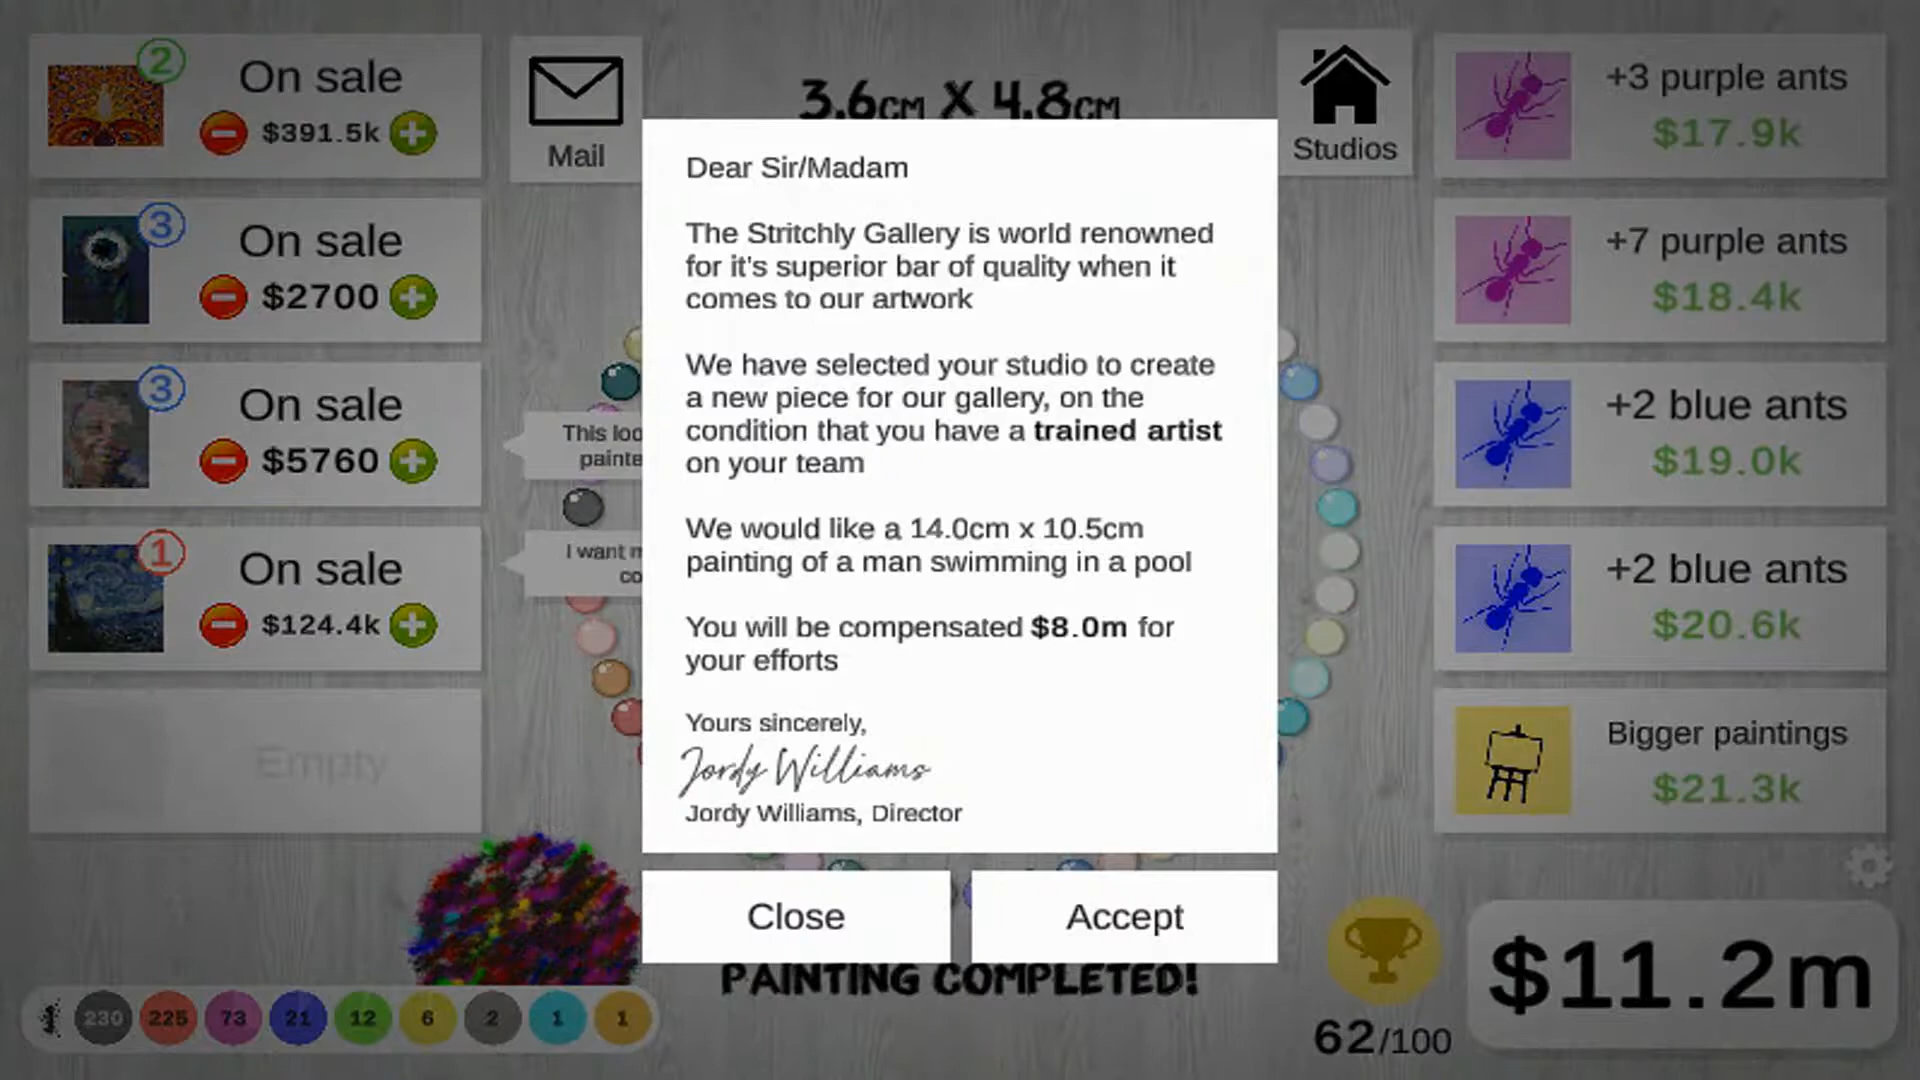 2
On sale
$391.5k
3
On sale
$2700
3
On sale
$5760
1
On sale
$124.4k
Empty
Mail
3.6cm X 4.8cm
Studios
This
painte
I want
Dear Sir/Madam
The Stritchly Gallery is world renowned
for it's superior bar of quality when it
comes to our artwork
We have selected your studio to create
a new piece for our gallery, on the
condition that you have a trained artist
on your team
We would like a 14.0cm x 10.5cm
painting of a man swimming in a pool
You will be compensated $8.0m for
your efforts
Yours sincerely,
Jordy Williams
Jordy Williams, Director
Close
Accept
PAINTING COMPLETED!
+3 purple ants
$17.9k
+7 purple ants
$18.4k
+2 blue ants
$19.0k
+2 blue ants
$20.6k
Bigger paintings
$21.3k
230 225 73 21 12 6 2 1 1
62/100
$11.2m